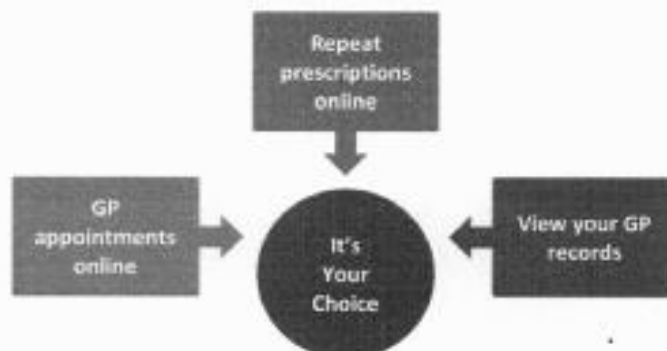 Repeat
prescriptions
online
GP
appointments
online
It's
Your
Choice
View your GP
records